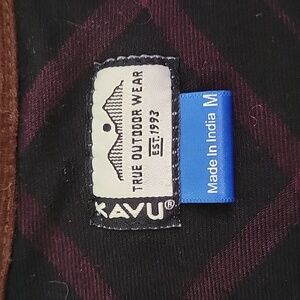 TRUE OUTDOOR WEAR
EST. 1993
KAVU®
Made In India M